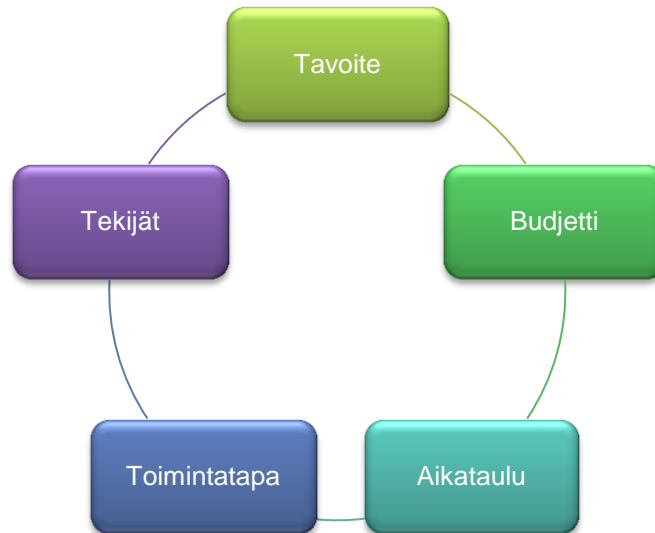 Tavoite
Budjetti
Aikataulu
Toimintatapa
Tekijät